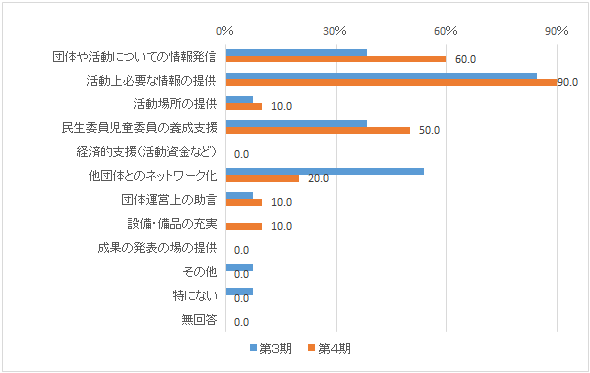 0% 30% 60% 90%
団体や活動についての情報発信 60.0
活動上必要な情報の提供 90.0
活動場所の提供 10.0
民生委員児童委員の養成支援 50.0
経済的支援(活動資金など) 0.0
他団体とのネットワーク化 20.0
団体運営上の助言 10.0
設備・備品の充実 10.0
成果の発表の場の提供 0.0
その他 0.0
特にない 0.0
無回答 0.0
第3期 第4期